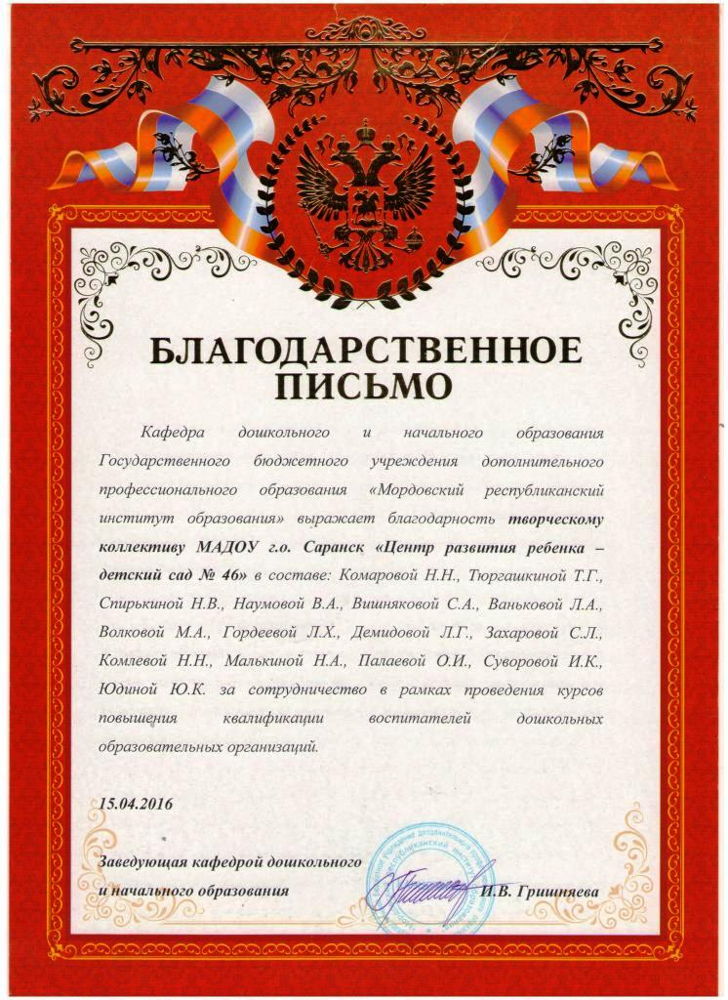 БЛАГОДАРСТВЕННОЕ
ПИСЬМО
Кафедра дошкольного и начального образования
Государственного бюджетного учреждения дополнительного
профессионального образования «Мордовский республиканский
институт образования» выражает благодарность творческому
коллективу МАДОУ г.о. Саранск «Центр развития ребенка –
детский сад № 46» в составе: Комаровой Н.Н., Тюргашкиной Т.Г.,
Спирькиной Н.В., Наумовой В.А., Вишняковой С.А., Ваньковой Л.А.,
Волковой М.А., Гордеевой Л.Х., Демидовой Л.Г., Захаровой С.Л.,
Комлевой Н.Н., Малькиной Н.А., Палаевой О.И., Суворовой И.К.,
Юдиной Ю.К. за сотрудничество в рамках проведения курсов
повышения квалификации воспитателей дошкольных
образовательных организаций.
15.04.2016
Заведующая кафедрой дошкольного
и начального образования И.В. Гришняева